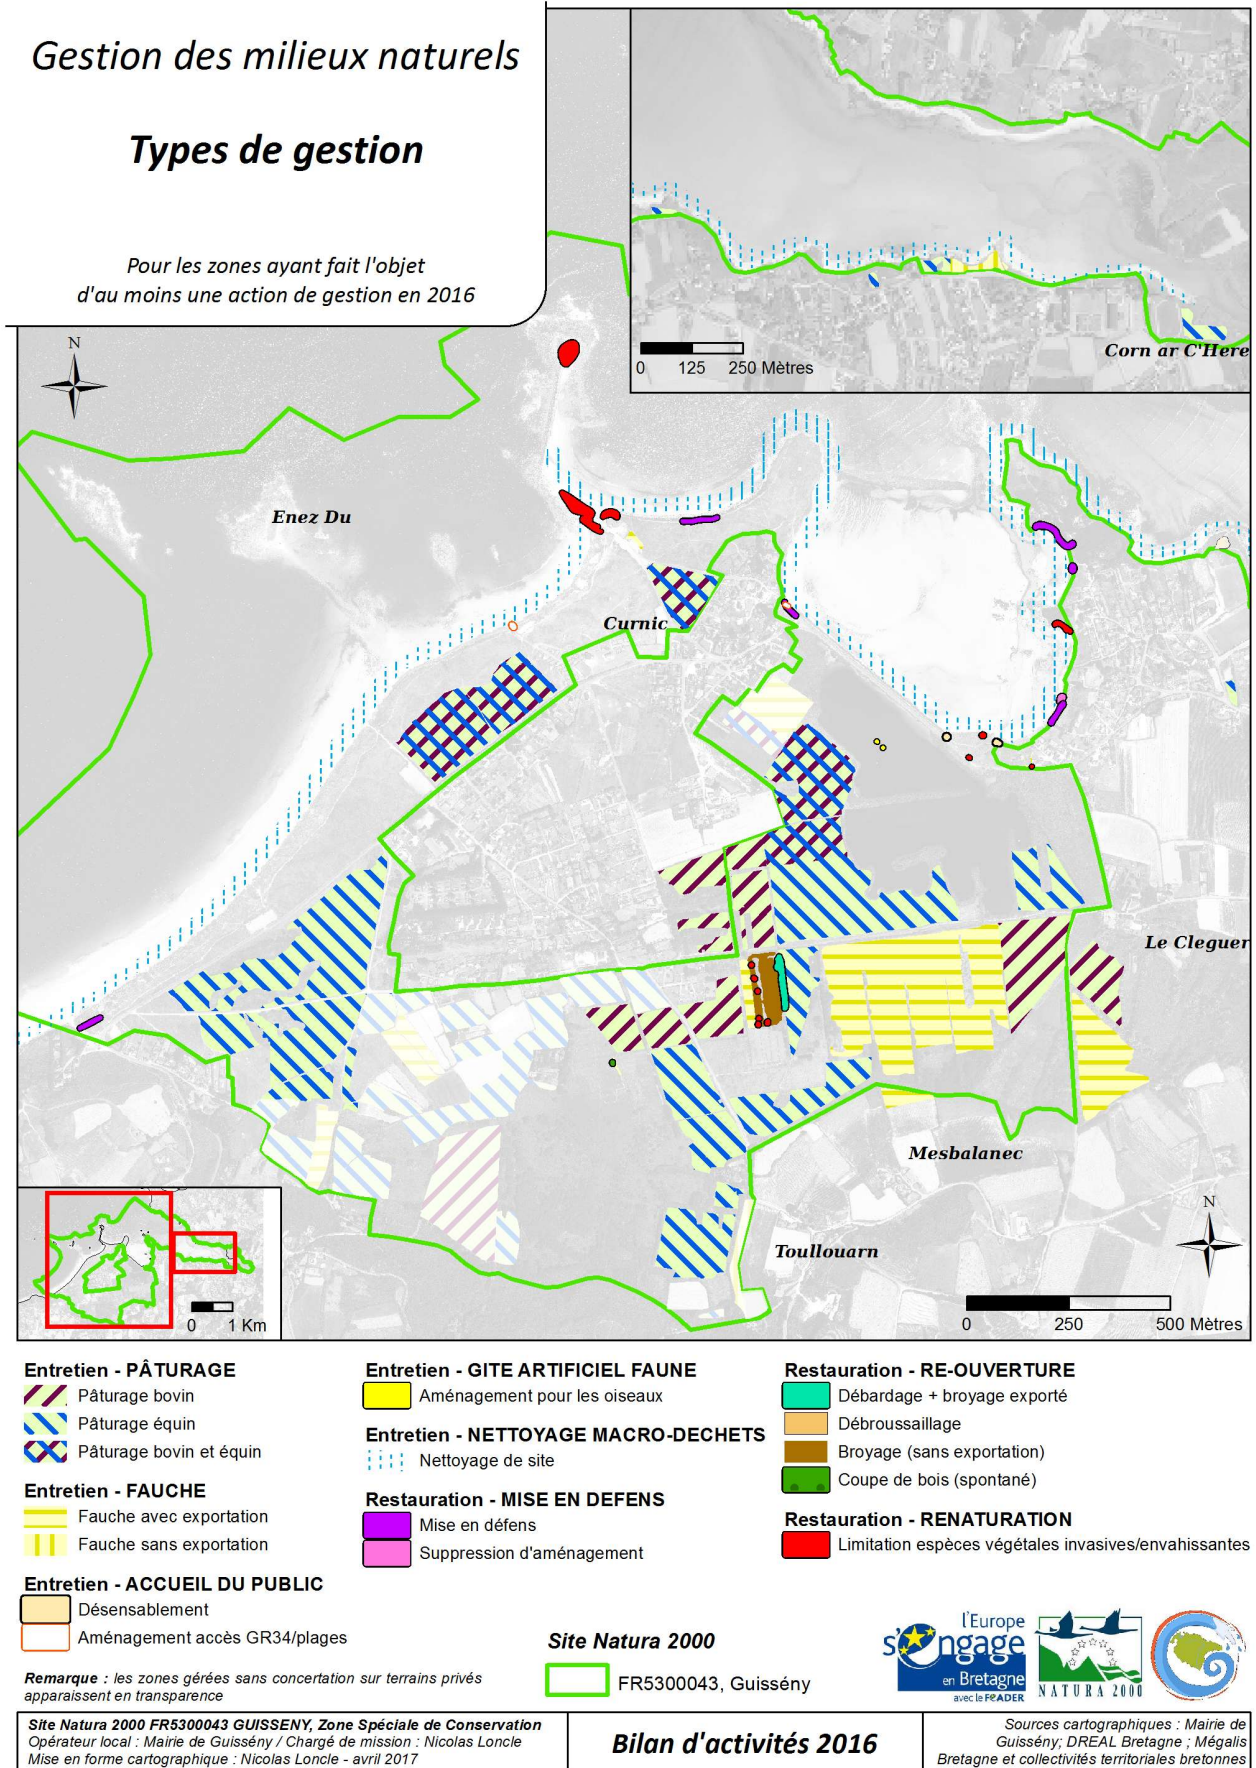 Gestion des milieux naturels
Types de gestion
Pour les zones ayant fait l'objet
d'au moins une action de gestion en 2016
N
0 125 250 Mètres
Corn ar C'Here
Enez Du
Curnic
Le Cleguer
Mesbalanec
Toullouarn
N
0 1 Km
0 250 500 Mètres
Entretien - PÂTURAGE
Pâturage bovin
Pâturage équin
Pâturage bovin et équin
Entretien - FAUCHE
Fauche avec exportation
Fauche sans exportation
Entretien - ACCUEIL DU PUBLIC
Désensablement
Aménagement accès GR34/plages
Remarque : les zones gérées sans concertation sur terrains privés
apparaissent en transparence
Entretien - GITE ARTIFICIEL FAUNE
Aménagement pour les oiseaux
Entretien - NETTOYAGE MACRO-DECHETS
Nettoyage de site
Restauration - MISE EN DEFENS
Mise en défens
Suppression d'aménagement
Site Natura 2000
FR5300043, Guissény
Restauration - RE-OUVERTURE
Débardage + broyage exporté
Débroussaillage
Broyage (sans exportation)
Coupe de bois (spontané)
Restauration - RENATURATION
Limitation espèces végétales invasives/envahissantes
l'Europe
s'engage
en Bretagne
avec le FEADER
NATURA 2000
Site Natura 2000 FR5300043 GUISSENY, Zone Spéciale de Conservation
Opérateur local : Mairie de Guissény / Chargé de mission : Nicolas Loncle
Mise en forme cartographique : Nicolas Loncle - avril 2017
Bilan d'activités 2016
Sources cartographiques : Mairie de
Guissény; DREAL Bretagne ; Mégalis
Bretagne et collectivités territoriales bretonnes